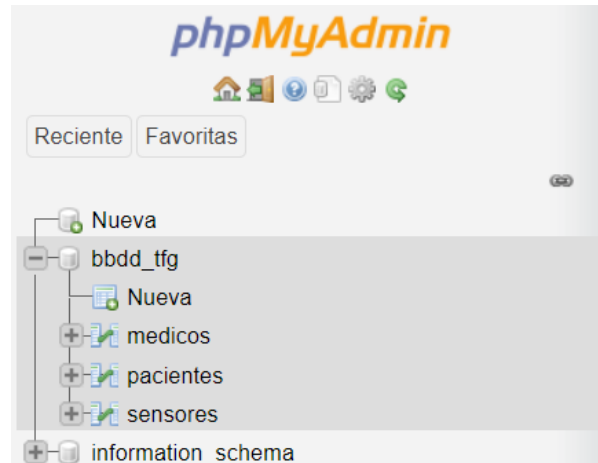 phpMyAdmin
Reciente Favoritas
Nueva
bbdd_tfg
Nueva
medicos
pacientes
sensores
information_schema